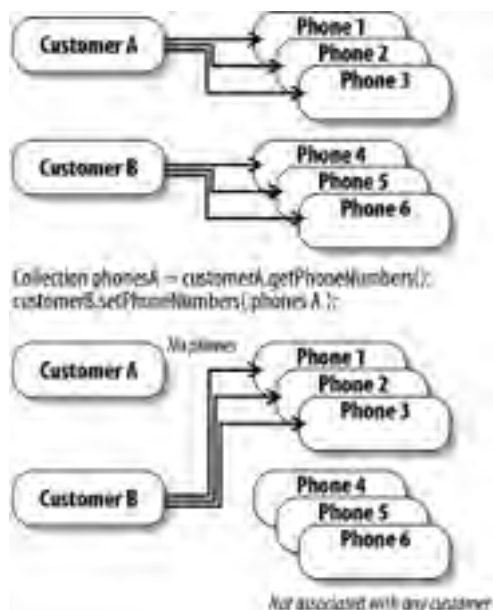 Customer A
Phone 1
Phone 2
Phone 3
Customer B
Phone 4
Phone 5
Phone 6
Collection phonesA = customerA.getPhoneNumbers();
customerB.setPhoneNumbers( phones A );
Customer A
No phones
Phone 1
Phone 2
Phone 3
Customer B
Phone 4
Phone 5
Phone 6
Not associated with any customer